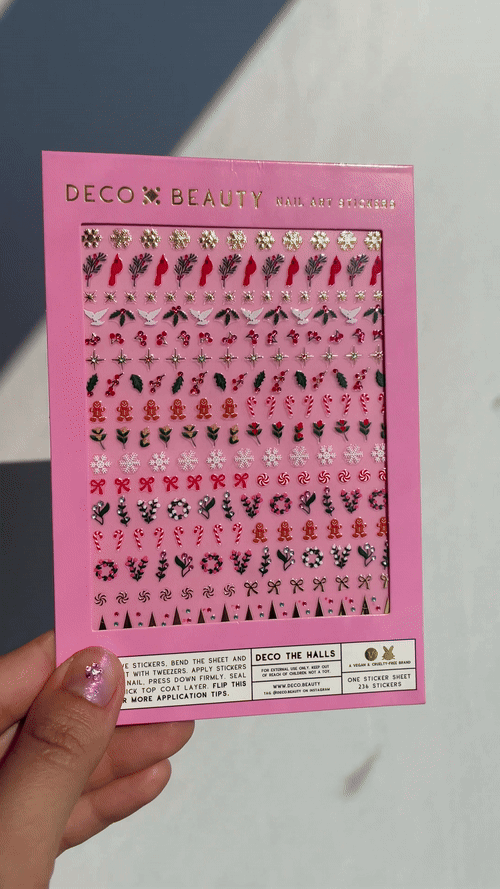 DECO BEAUTY NAIL ART STICKERS
VE STICKERS, BEND THE SHEET AND
T WITH TWEEZERS. APPLY STICKERS
NAIL, PRESS DOWN FIRMLY. SEAL
ICK TOP COAT LAYER. FLIP THIS
R MORE APPLICATION TIPS.
DECO THE HALLS
FOR EXTERNAL USE ONLY. KEEP OUT
OF REACH OF CHILDREN. NOT A TOY.
WWW.DECO.BEAUTY
TAG @DECO.BEAUTY ON INSTAGRAM
V
A VEGAN & CRUELTY-FREE BRAND
ONE STICKER SHEET
236 STICKERS